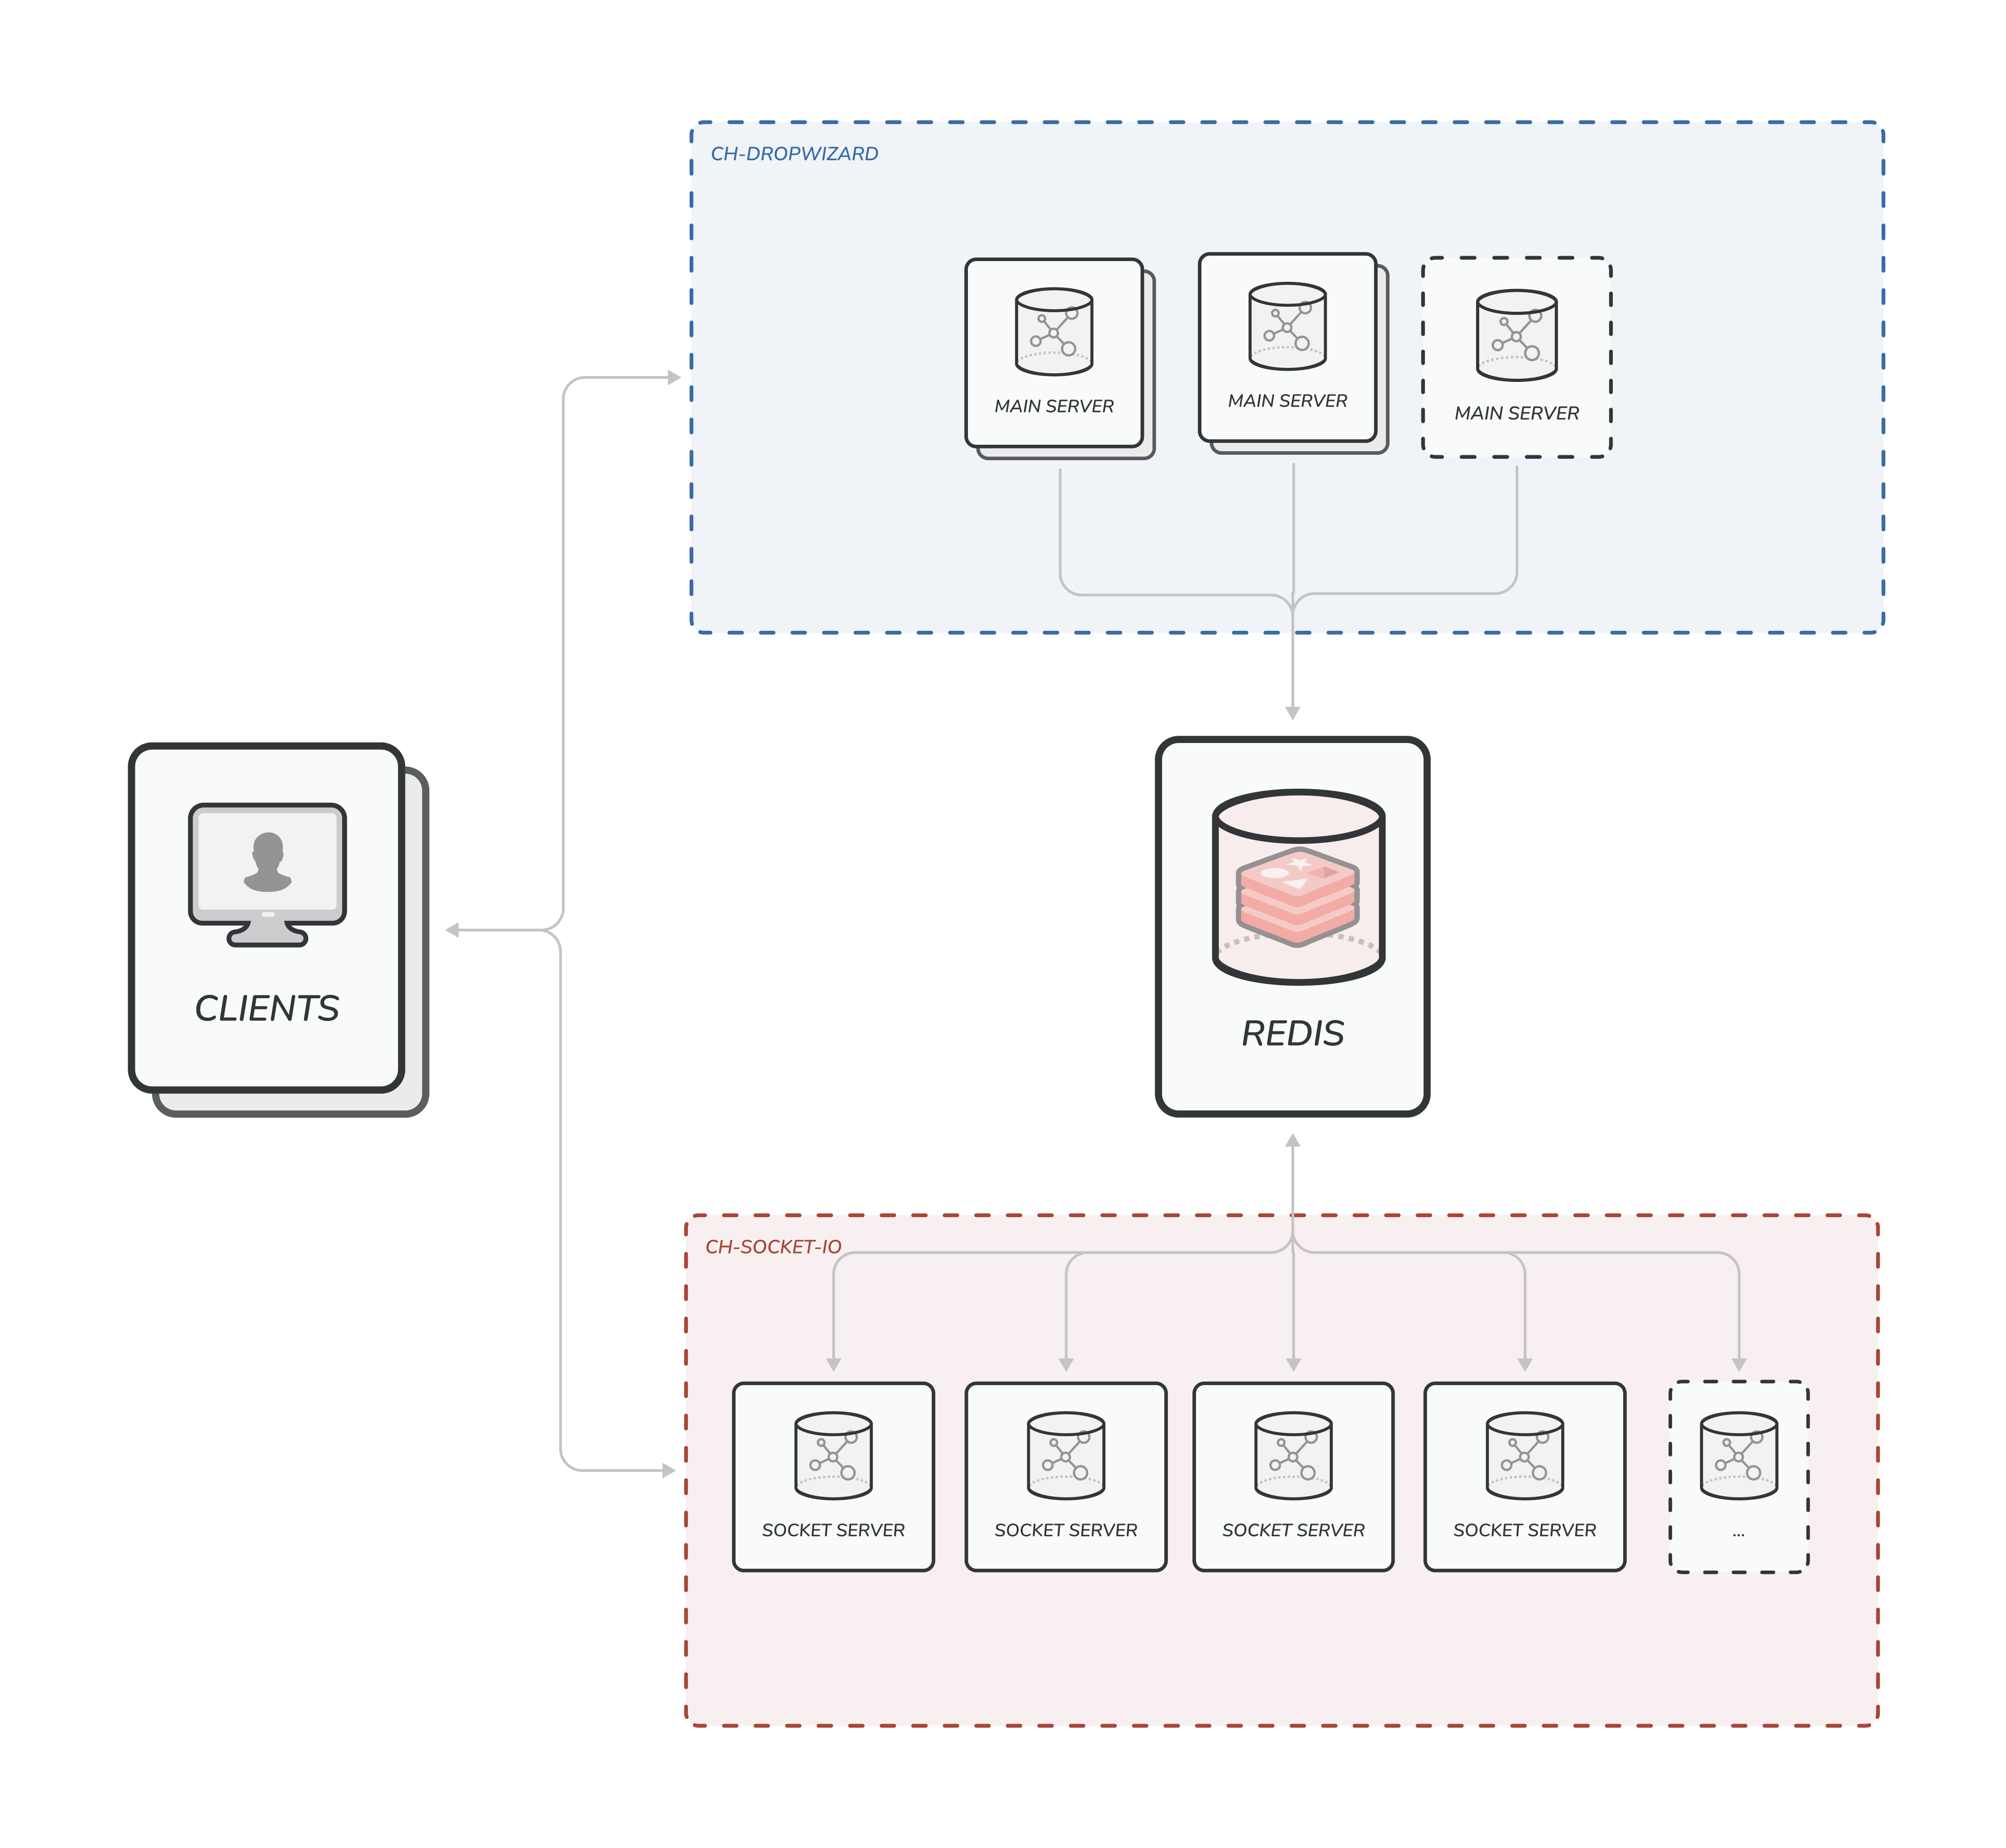 CH-DROPWIZARD
MAIN SERVER
MAIN SERVER
MAIN SERVER
CLIENTS
REDIS
CH-SOCKET-IO
SOCKET SERVER
SOCKET SERVER
SOCKET SERVER
SOCKET SERVER
...